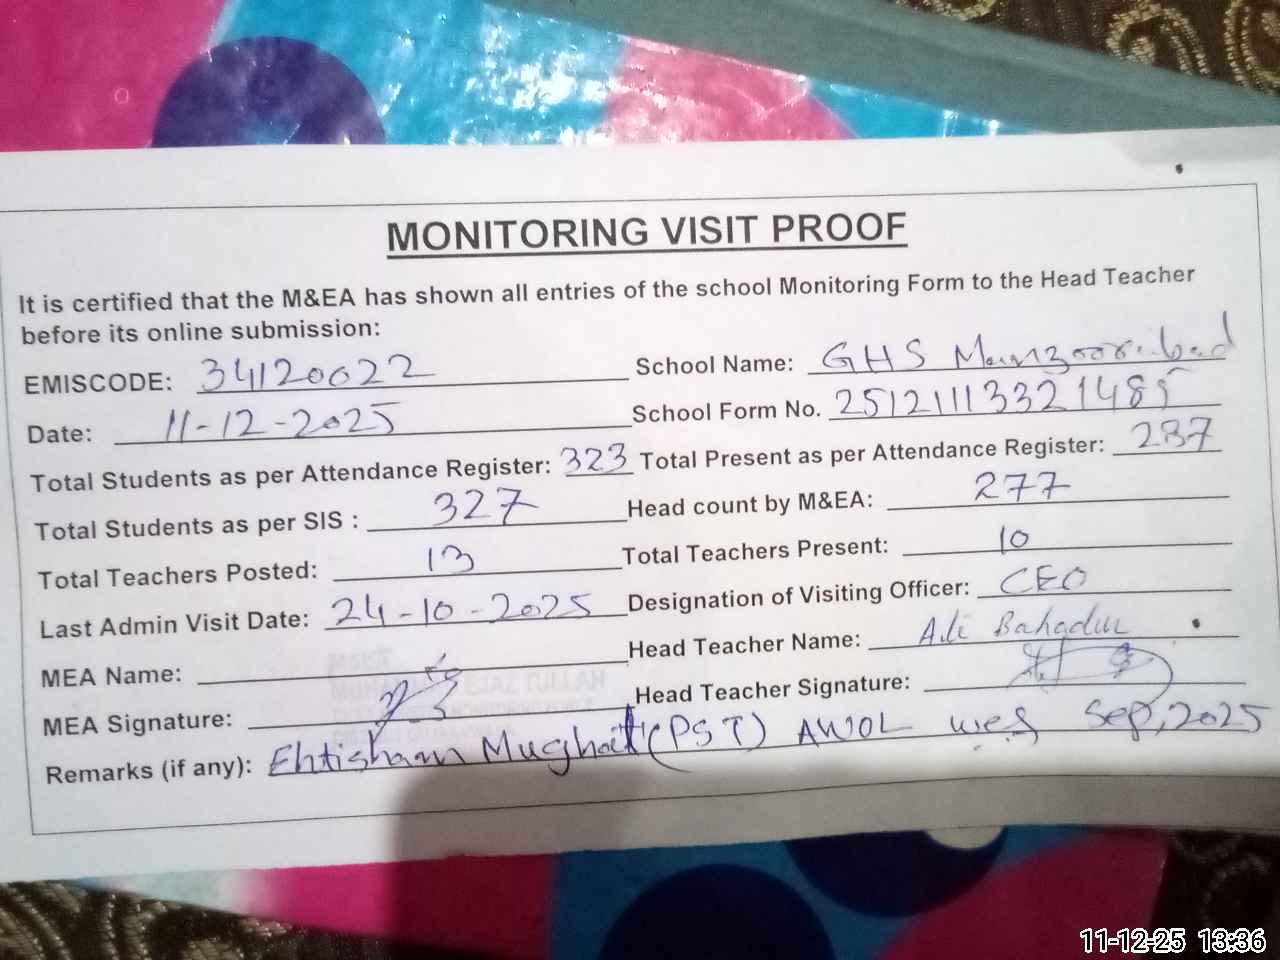 MONITORING VISIT PROOF
It is certified that the M&EA has shown all entries of the school Monitoring Form to the Head Teacher
before its online submission:
EMISCODE: 34120022 School Name: GHS Manzoorabad
Date: 11-12-2025 School Form No. 2512111332 1485
Total Students as per Attendance Register: 323 Total Present as per Attendance Register: 287
Total Students as per SIS : 327 Head count by M&EA: 277
Total Teachers Posted: 13 Total Teachers Present: 10
Last Admin Visit Date: 24-10-2025 Designation of Visiting Officer: CEO
MEA Name: Head Teacher Name: Ali Bahadur
MEA Signature: Head Teacher Signature:
Remarks (if any): Ehtisham (PST) AWOL Sep, 2025
11-12-25 13:36